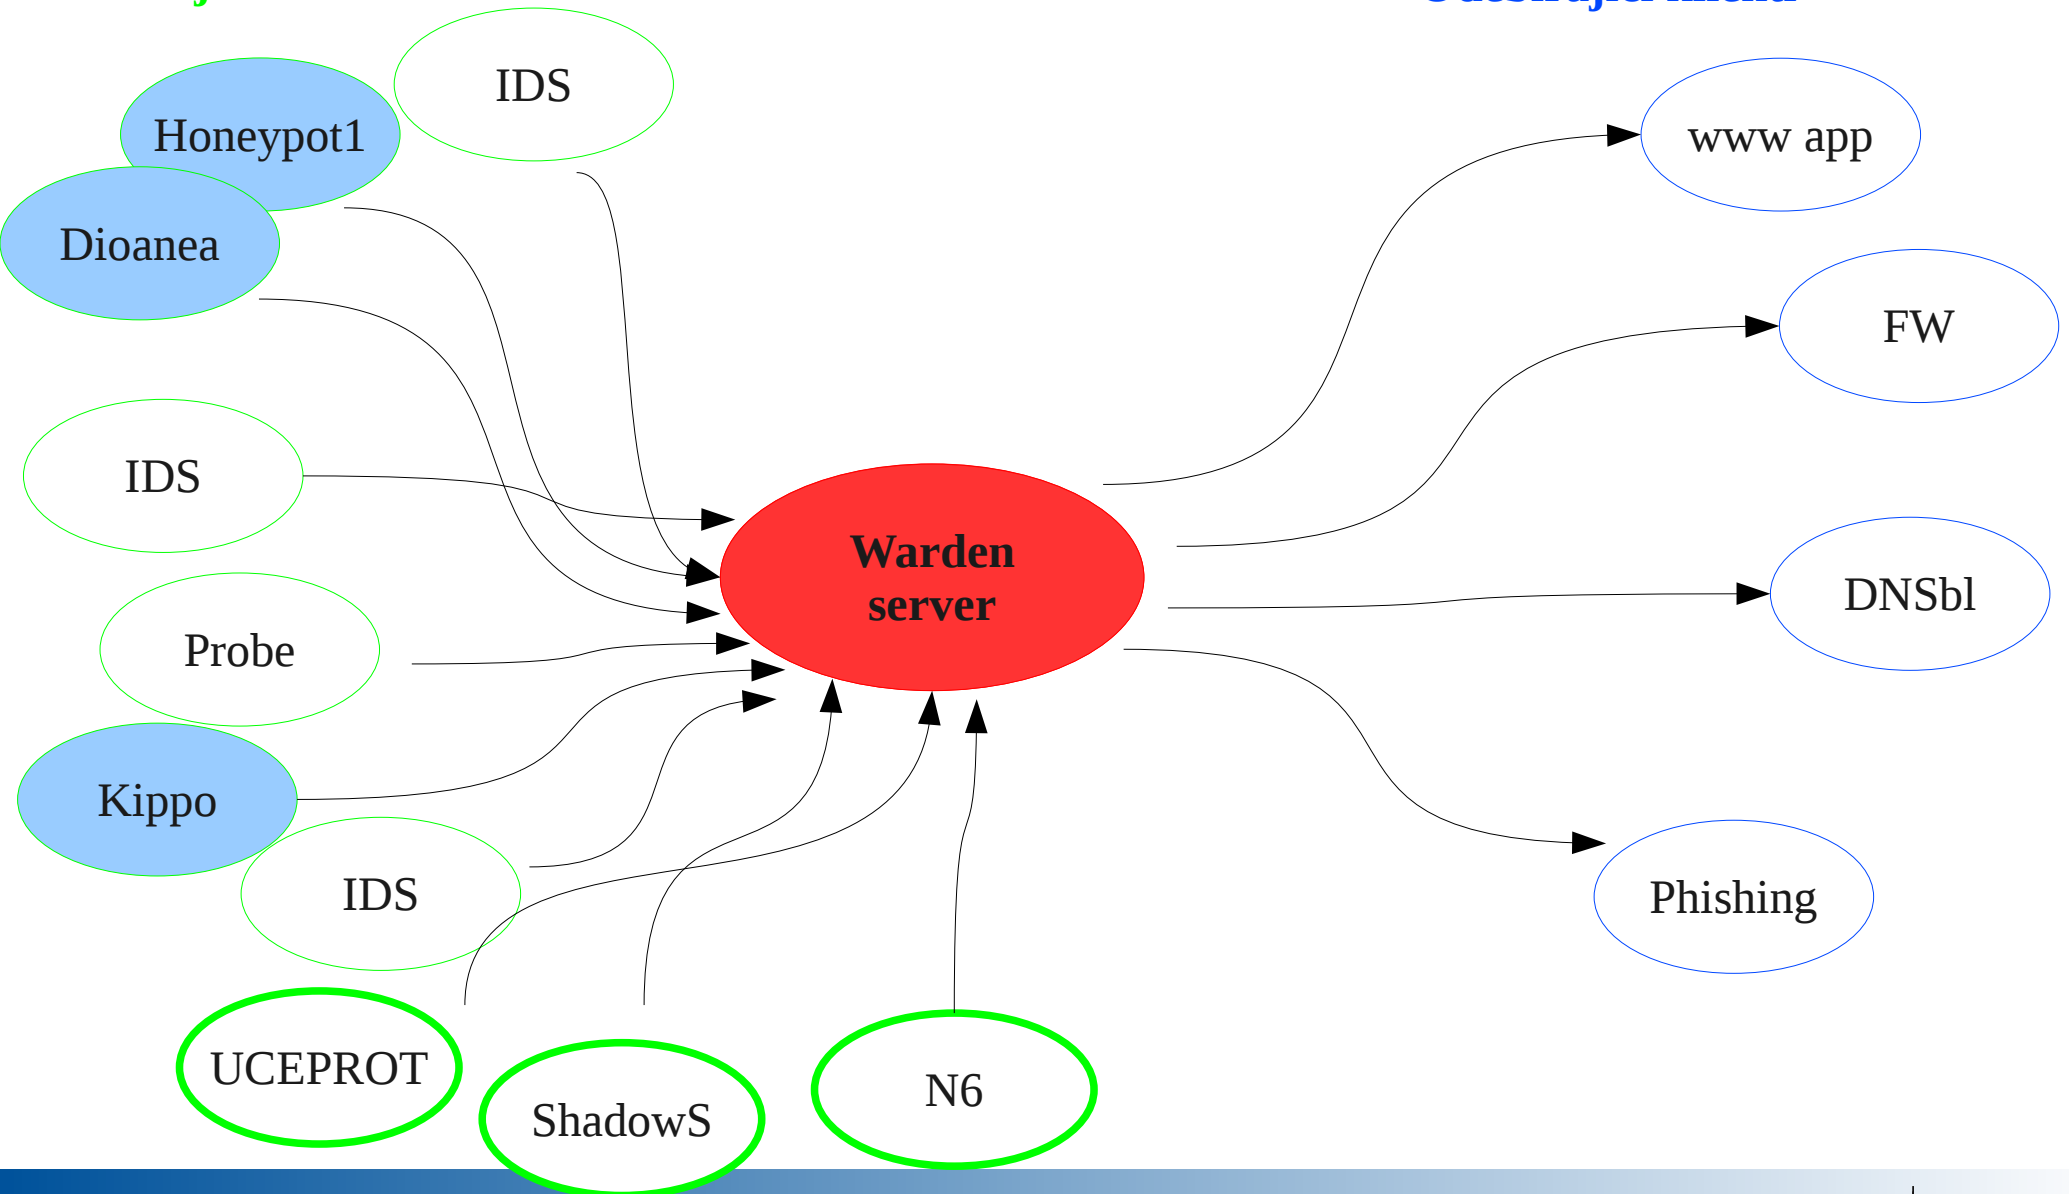 IDS
Honeypot1
www app
Dioanea
FW
IDS
Warden
server
DNSbl
Probe
Kippo
IDS
Phishing
UCEPROT
ShadowS
N6